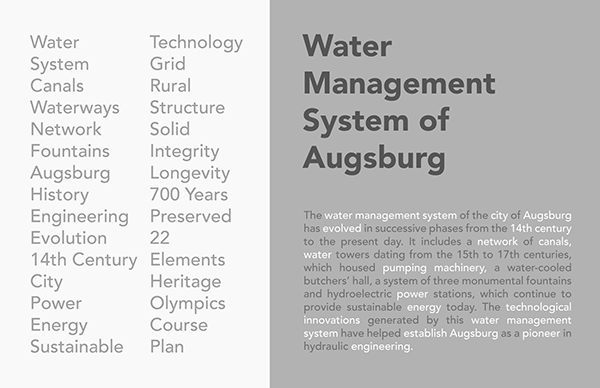 Water
System
Canals
Waterways
Network
Fountains
Augsburg
History
Engineering
Evolution
14th Century
City
Power
Energy
Sustainable
Technology
Grid
Rural
Structure
Solid
Integrity
Longevity
700 Years
Preserved
22
Elements
Heritage
Olympics
Course
Plan
Water
Management
System of
Augsburg
The water management system of the city of Augsburg
has evolved in successive phases from the 14th century
to the present day. It includes a network of canals,
water towers dating from the 15th to 17th centuries,
which housed pumping machinery, a water-cooled
butchers' hall, a system of three monumental fountains
and hydroelectric power stations, which continue to
provide sustainable energy today. The technological
innovations generated by this water management
system have helped establish Augsburg as a pioneer in
hydraulic engineering.